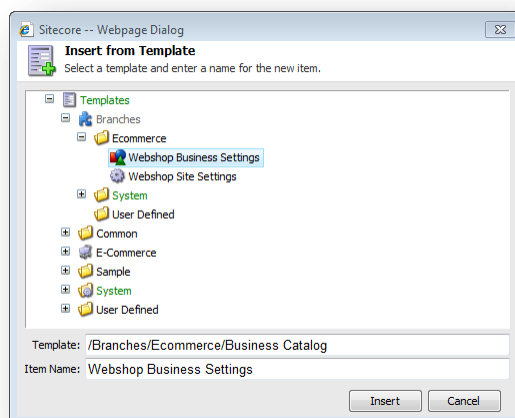 Sitecore -- Webpage Dialog
Insert from Template
Select a template and enter a name for the new item.
Templates
Branches
Ecommerce
Webshop Business Settings
Webshop Site Settings
System
User Defined
Common
E-Commerce
Sample
System
User Defined
Template: /Branches/Ecommerce/Business Catalog
Item Name: Webshop Business Settings
Insert Cancel